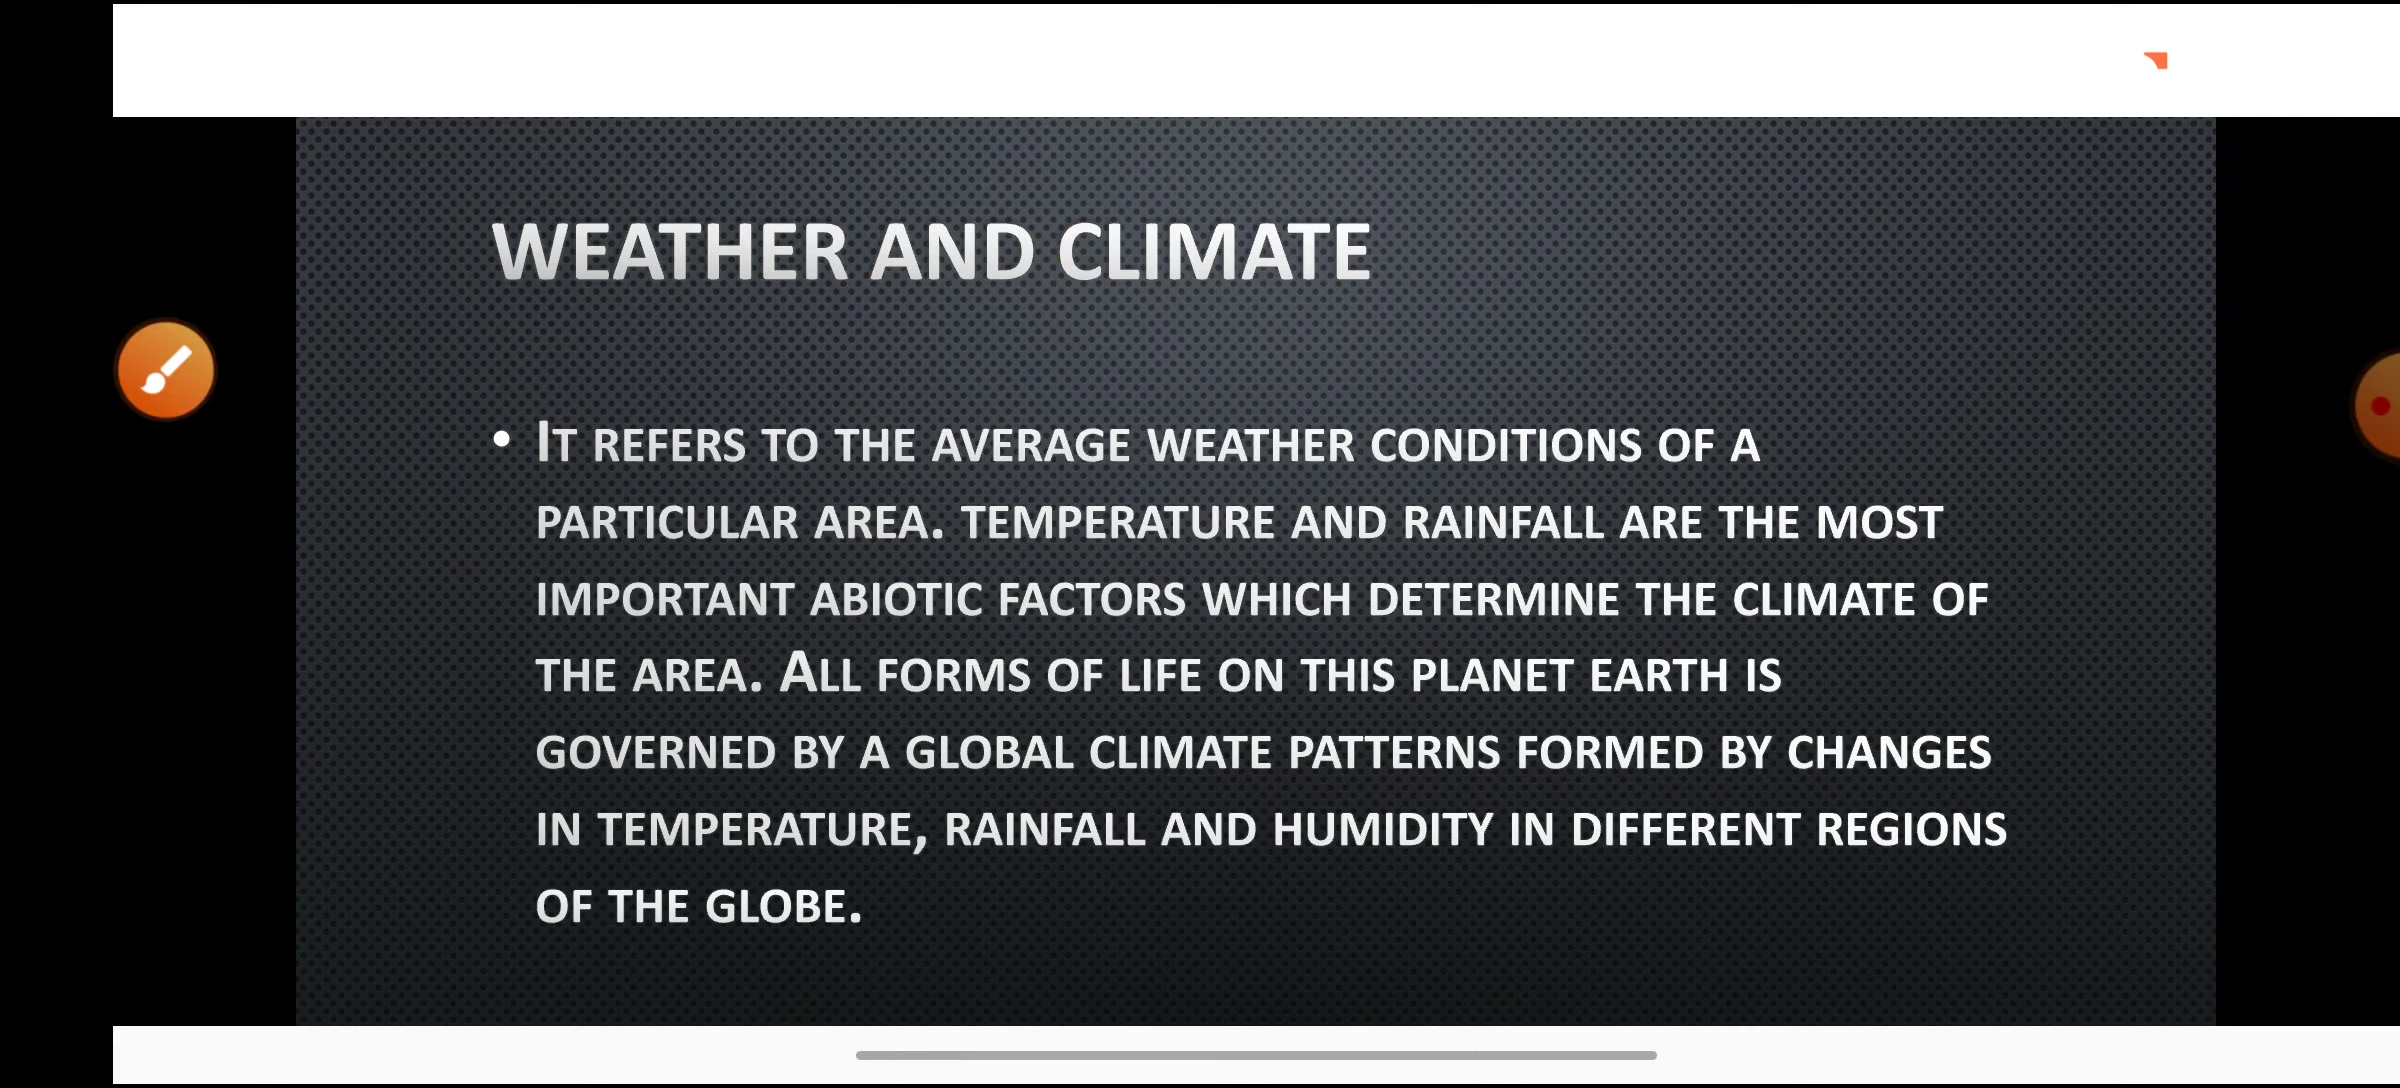 WEATHER AND CLIMATE
• IT REFERS TO THE AVERAGE WEATHER CONDITIONS OF A
PARTICULAR AREA. TEMPERATURE AND RAINFALL ARE THE MOST
IMPORTANT ABIOTIC FACTORS WHICH DETERMINE THE CLIMATE OF
THE AREA. ALL FORMS OF LIFE ON THIS PLANET EARTH IS
GOVERNED BY A GLOBAL CLIMATE PATTERNS FORMED BY CHANGES
IN TEMPERATURE, RAINFALL AND HUMIDITY IN DIFFERENT REGIONS
OF THE GLOBE.